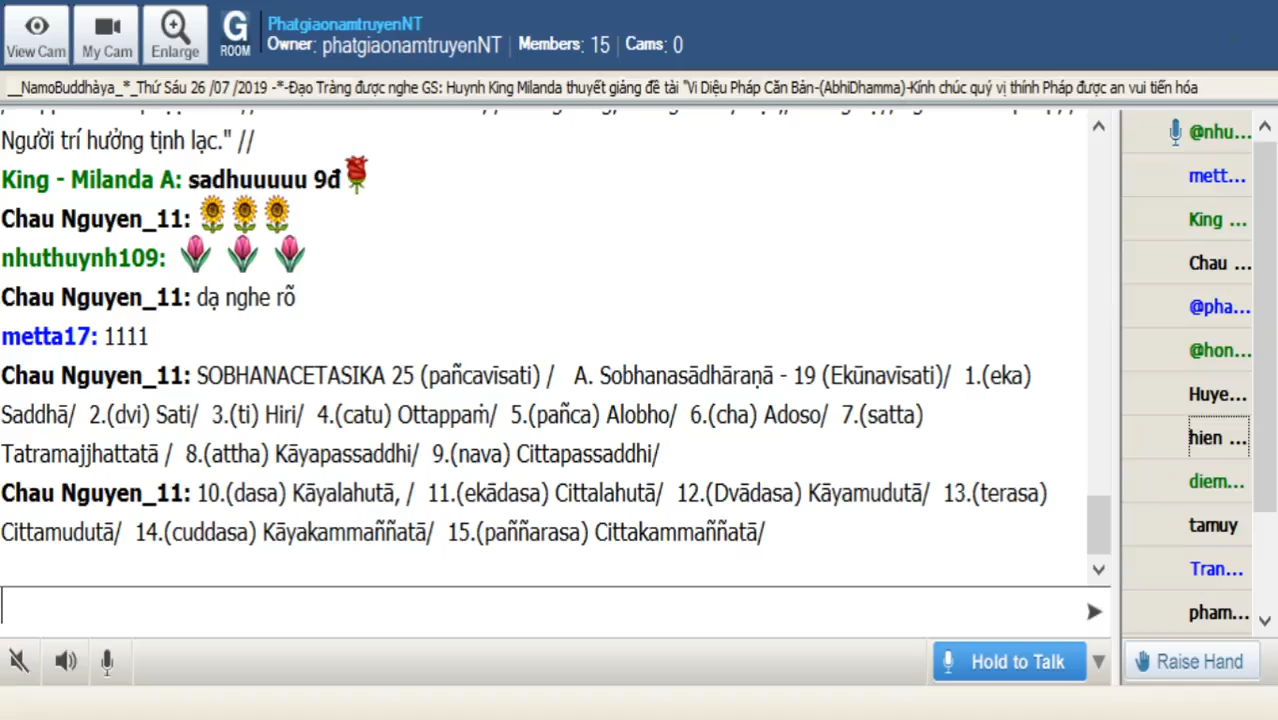 PhatgiaonamtruyenNT
Owner: phatgiaonamtruyenNT | Members: 15 | Cams: 0
View Cam
My Cam
Enlarge
G
ROOM
__NamoBuddhàya_*_Thứ Sáu 26 /07 /2019 -*-Đạo Tràng được nghe GS: Huynh King Milanda thuyết giảng đề tài "Vi Diệu Pháp Căn Bản-(AbhiDhamma)-Kính chúc quý vị thính Pháp được an vui tiến hóa
Người trí hưởng tịnh lạc." //
King - Milanda A: sadhuuuuu 9đ
Chau Nguyen_11:
nhuthuynh109:
Chau Nguyen_11: dạ nghe rõ
metta17: 1111
Chau Nguyen_11: SOBHANACETASIKA 25 (pañcavīsati) / A. Sobhanasādhāraṇā - 19 (Ekūnavīsati)/ 1.(eka)
Saddhā/ 2.(dvi) Sati/ 3.(ti) Hiri/ 4.(catu) Ottappaṁ/ 5.(pañca) Alobho/ 6.(cha) Adoso/ 7.(satta)
Tatramajjhattatā / 8.(attha) Kāyapassaddhi/ 9.(nava) Cittapassaddhi/
Chau Nguyen_11: 10.(dasa) Kāyalahutā, / 11.(ekādasa) Cittalahutā/ 12.(Dvādasa) Kāyamudutā/ 13.(terasa)
Cittamudutā/ 14.(cuddasa) Kāyakammaññatā/ 15.(paññarasa) Cittakammaññatā/
@nhu...
mett...
King ...
Chau ...
@pha...
@hon...
Huye...
hien ...
diem...
tamuy
Tran...
pham...
Hold to Talk
Raise Hand